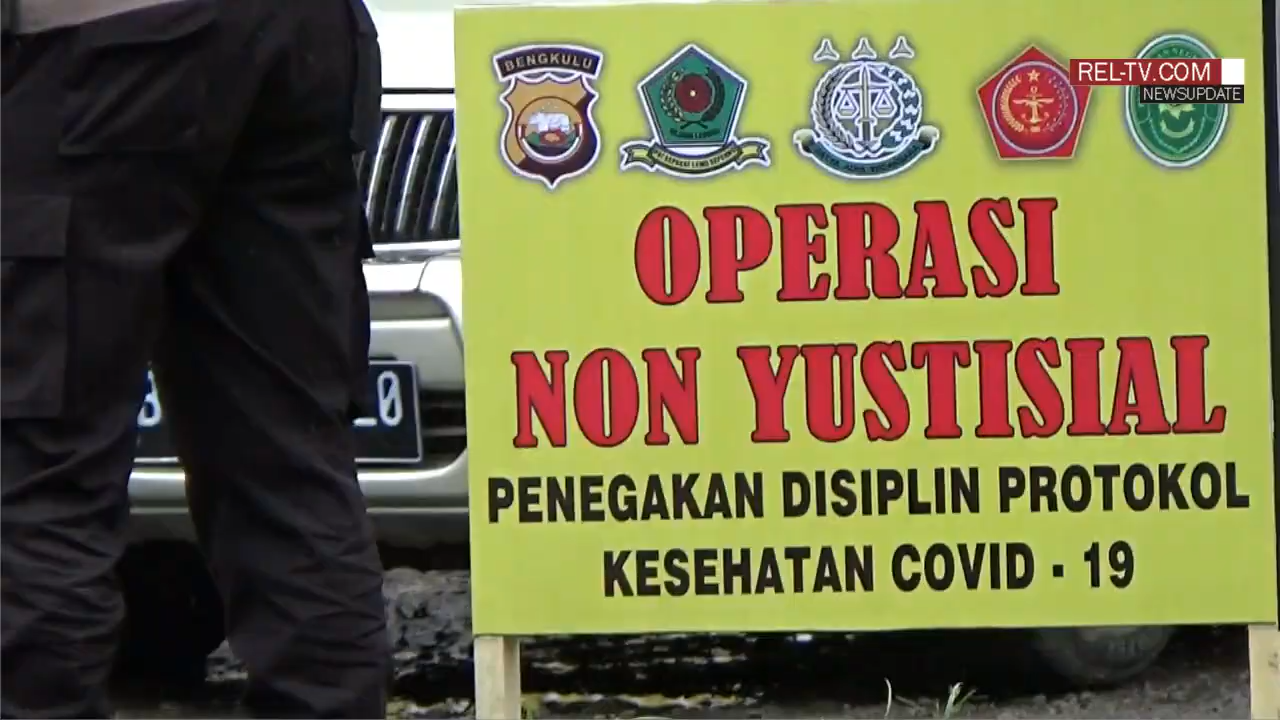 BENGKULU
REL-TV.COM
NEWSUPDATE
OPERASI
NON YUSTISIAL
PENEGAKAN DISIPLIN PROTOKOL
KESEHATAN COVID - 19